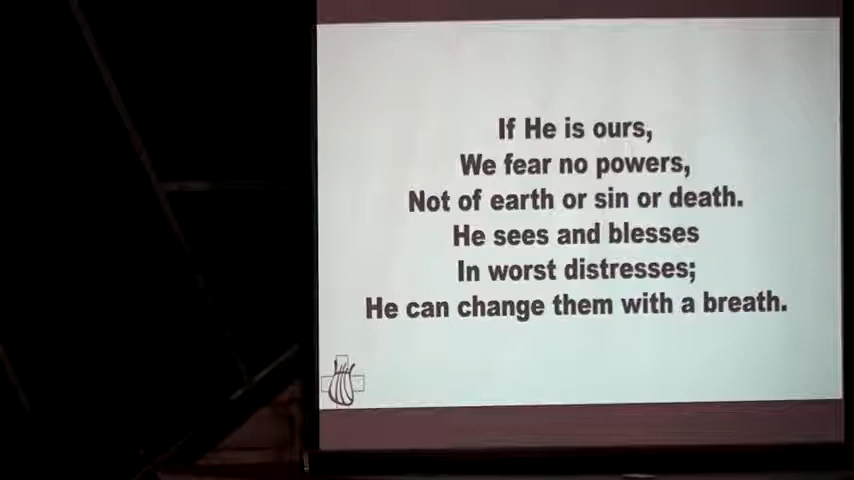 If He is ours,
We fear no powers,
Not of earth or sin or death.
He sees and blesses
In worst distresses;
He can change them with a breath.